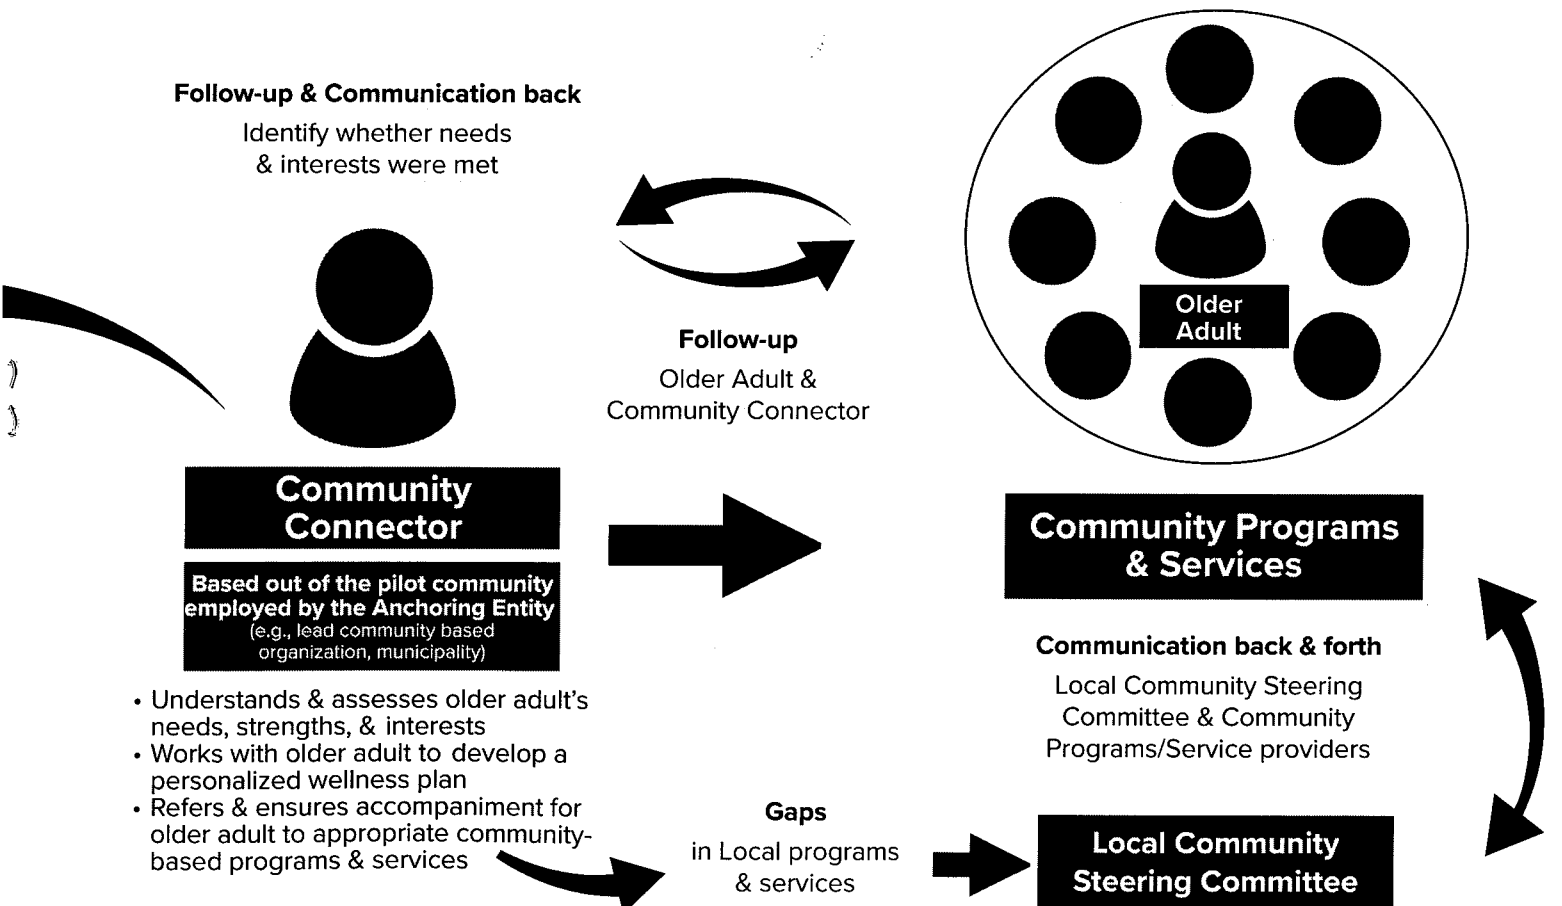 Follow-up & Communication back
Identify whether needs
& interests were met
Follow-up
Older Adult &
Community Connector
Older
Adult
Community
Connector
Based out of the pilot community
employed by the Anchoring Entity
(e.g., lead community based
organization, municipality)
• Understands & assesses older adult's
needs, strengths, & interests
• Works with older adult to develop a
personalized wellness plan
• Refers & ensures accompaniment for
older adult to appropriate community-
based programs & services
Gaps
in Local programs
& services
Community Programs
& Services
Communication back & forth
Local Community Steering
Committee & Community
Programs/Service providers
Local Community
Steering Committee